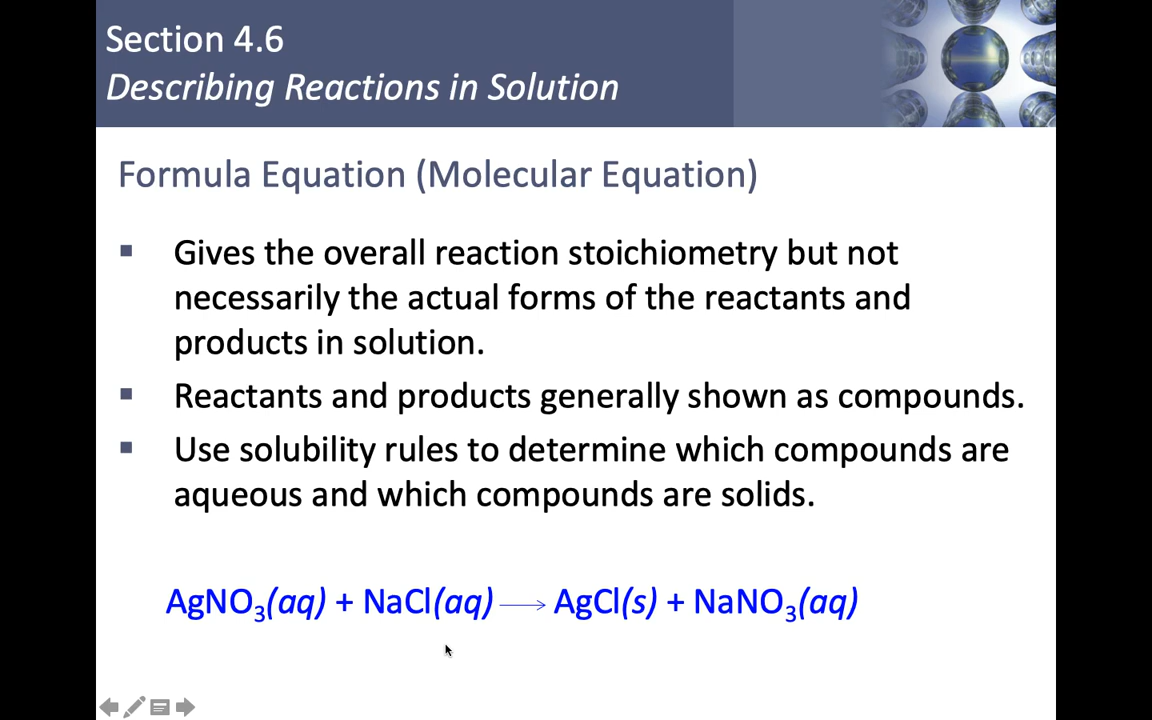 Section 4.6
Describing Reactions in Solution
Formula Equation (Molecular Equation)
▪ Gives the overall reaction stoichiometry but not
necessarily the actual forms of the reactants and
products in solution.
▪ Reactants and products generally shown as compounds.
▪ Use solubility rules to determine which compounds are
aqueous and which compounds are solids.
AgNO₃(aq) + NaCl(aq) ⟶ AgCl(s) + NaNO₃(aq)